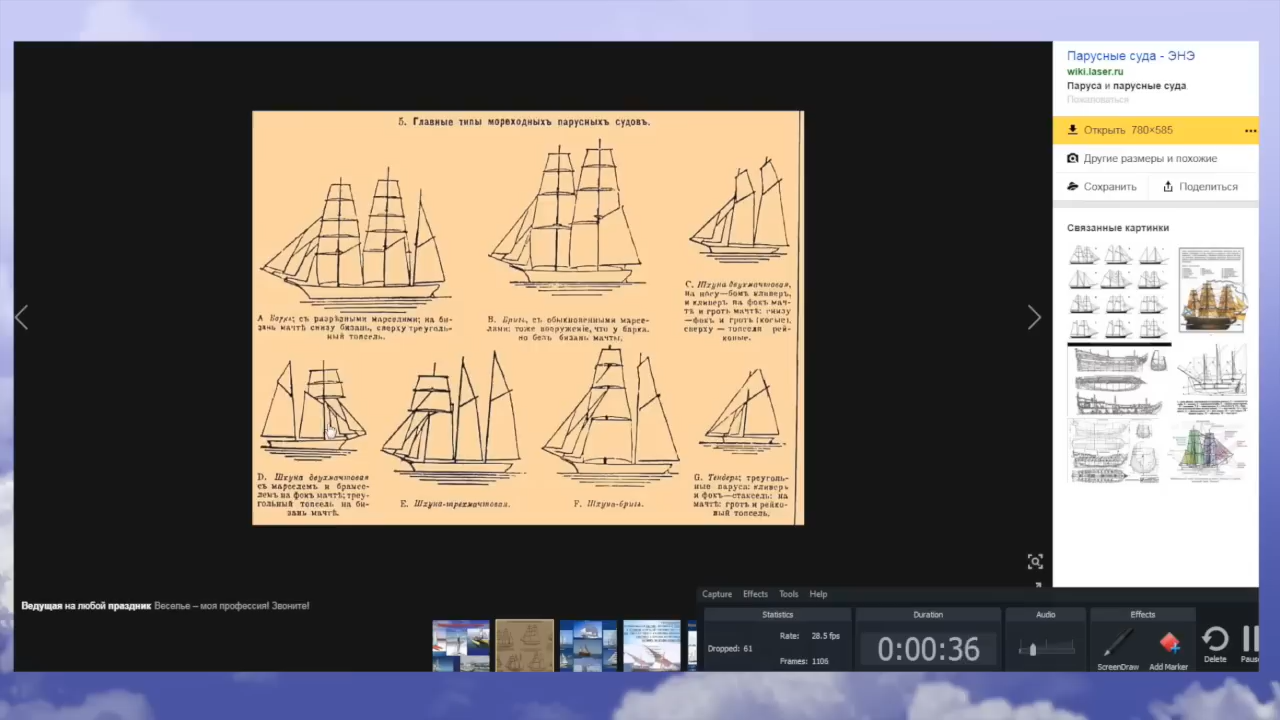 Парусные суда - ЭНЭ
wiki.laser.ru
Паруса и парусные суда
Пожаловаться
Открыть 780×585
Другие размеры и похожие
Сохранить
Поделиться
Связанные картинки
5. Главные типы мореходныхъ парусныхъ судовъ.
A Барка; съ разрѣзными марселями; на би-
зань мачтѣ снизу бизань, сверху треуголь-
ный топсель.
B. Бригъ, съ обыкновенными марсе-
лями: тоже вооруженіе, что у барка.
но безъ бизань мачты.
C. Шхуна двухмачтовая,
на носу—бомъ кливеръ,
и кливеръ на фокъ мач-
тѣ и гротъ мачтѣ: снизу
—фокъ и гротъ (косые),
сверху — топселя рей-
ковые.
D. Шхуна двухмачтовая
съ марселемъ и брамсе-
лемъ на фокъ мачтѣ; треу-
гольный топсель на би-
зань мачтѣ.
E. Шхуна-трехмачтовая.
F. Шхуна-бригъ.
G. Тендеръ; треуголь-
ные паруса: кливеръ
и фокъ—стаксель: на
мачтѣ: гротъ и рейко-
вый топсель.
Ведущая на любой праздник Веселье – моя профессия! Звоните!
Capture Effects Tools Help
Statistics
Duration
Audio
Effects
Rate: 28.5 fps
Dropped: 61
Frames: 1106
0:00:36
ScreenDraw
Add Marker
Delete
Paus